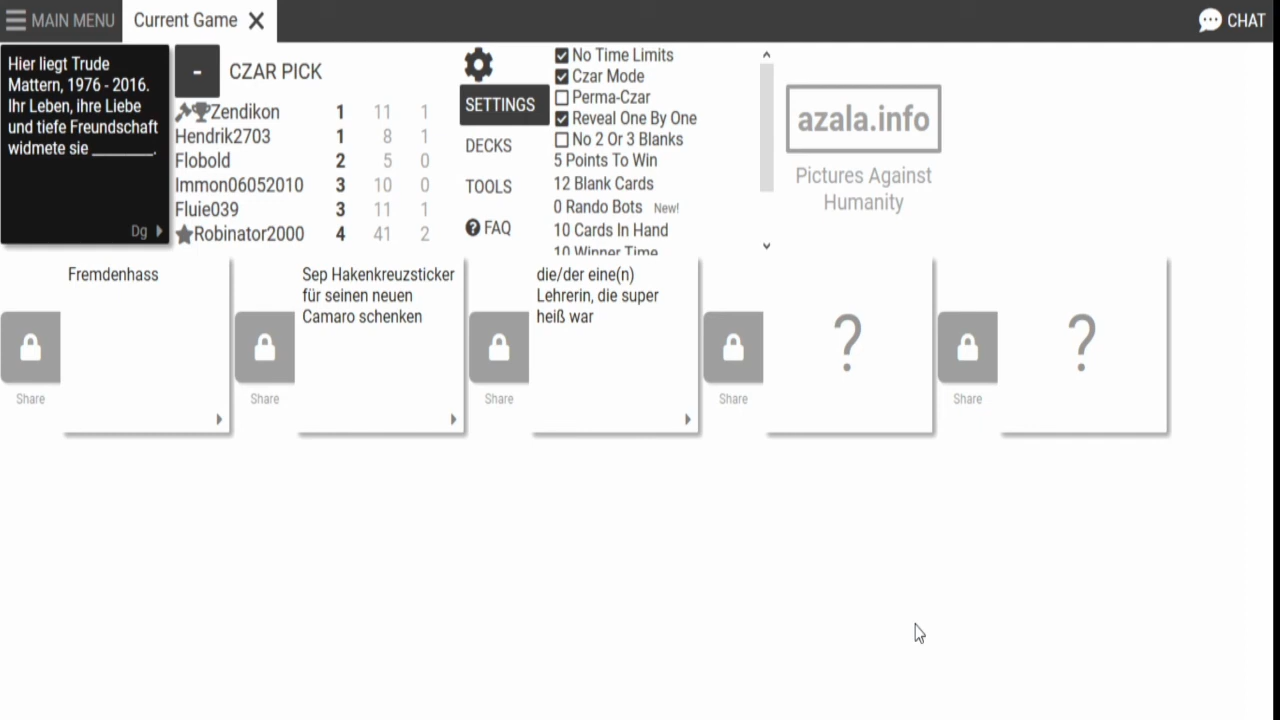 MAIN MENU
Current Game
CHAT
Hier liegt Trude
Mattern, 1976 - 2016.
Ihr Leben, ihre Liebe
und tiefe Freundschaft
widmete sie ________.
Dg
- CZAR PICK
Zendikon 1 11 1
Hendrik2703 1 8 1
Flobold 2 5 0
Immon06052010 3 10 0
Fluie039 3 11 1
Robinator2000 4 41 2
SETTINGS
DECKS
TOOLS
FAQ
No Time Limits
Czar Mode
Perma-Czar
Reveal One By One
No 2 Or 3 Blanks
5 Points To Win
12 Blank Cards
0 Rando Bots New!
10 Cards In Hand
10 Winner Time
azala.info
Pictures Against
Humanity
Fremdenhass
Share
Sep Hakenkreuzsticker
für seinen neuen
Camaro schenken
Share
die/der eine(n)
Lehrerin, die super
heiß war
Share
?
Share
?
Share